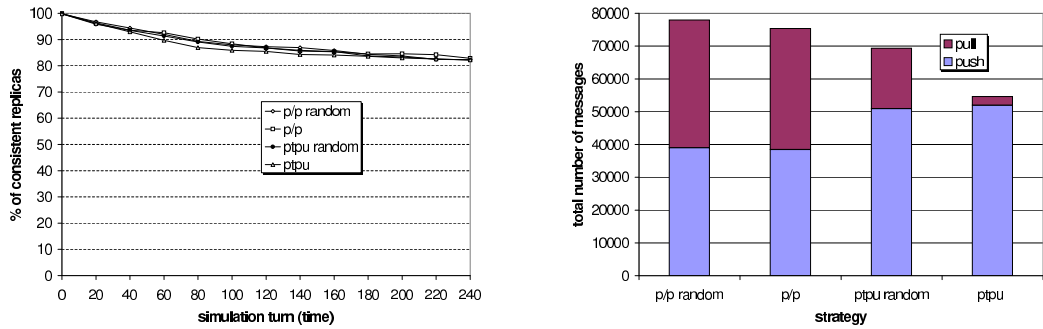 100
90
80
70
60
50
40
30
20
10
0
% of consistent replicas
p/p random
p/p
ptpu random
ptpu
0 20 40 60 80 100 120 140 160 180 200 220 240
simulation turn (time)
80000
70000
60000
50000
40000
30000
20000
10000
0
total number of messages
pull
push
p/p random p/p ptpu random ptpu
strategy